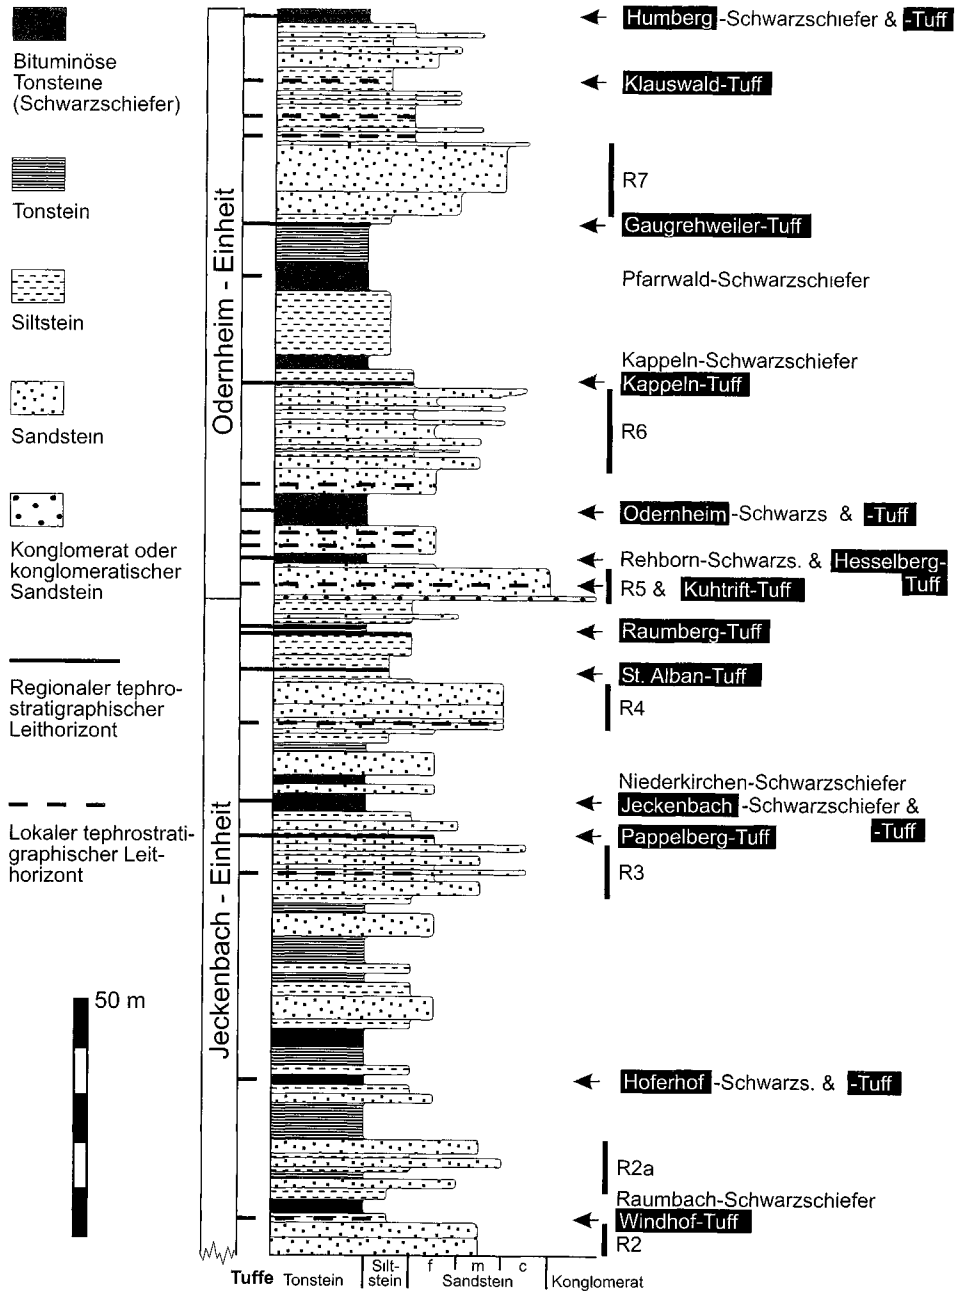 Bituminöse
Tonsteine
(Schwarzschiefer)
Tonstein
Siltstein
Sandstein
Konglomerat oder
konglomeratischer
Sandstein
Regionaler tephro-
stratigraphischer
Leithorizont
Lokaler tephrostrati-
graphischer Leit-
horizont
50 m
Odernheim - Einheit
Jeckenbach - Einheit
Humberg -Schwarzschiefer & -Tuff
Klauswald-Tuff
R7
Gaugrehweiler-Tuff
Pfarrwald-Schwarzschiefer
Kappeln-Schwarzschiefer
Kappeln-Tuff
R6
Odernheim -Schwarzs & -Tuff
Rehborn-Schwarzs. & Hesselberg-
Tuff
R5 & Kuhtrift-Tuff
Raumberg-Tuff
St. Alban-Tuff
R4
Niederkirchen-Schwarzschiefer
Jeckenbach -Schwarzschiefer &
-Tuff
Pappelberg-Tuff
R3
Hoferhof -Schwarzs. & -Tuff
R2a
Raumbach-Schwarzschiefer
Windhof-Tuff
R2
Tuffe Tonstein
Silt-
stein
f m c
Sandstein
Konglomerat